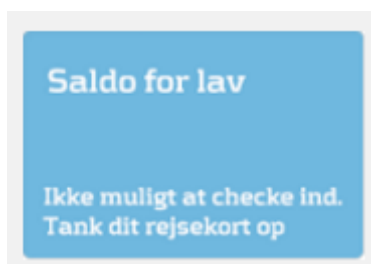 Saldo for lav
Ikke muligt at checke ind.
Tank dit rejsekort op